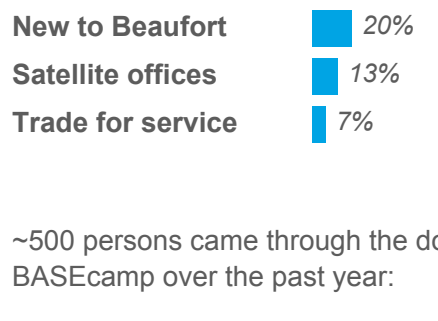 New to Beaufort 20%
Satellite offices 13%
Trade for service 7%
~500 persons came through the
BASEcamp over the past year: